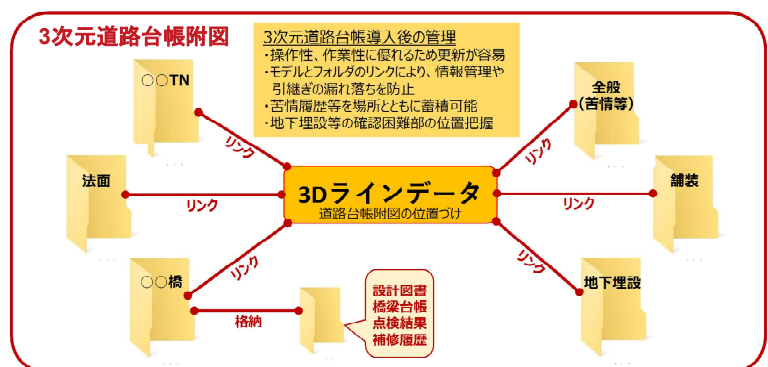 3次元道路台帳附図
3次元道路台帳導入後の管理
・操作性、作業性に優れるため更新が容易
・モデルとフォルダのリンクにより、情報管理や
引継ぎの漏れ落ちを防止
・苦情履歴等を場所とともに蓄積可能
・地下埋設等の確認困難部の位置把握
○○TN
...
リンク
全般
(苦情等)
...
リンク
法面
...
リンク
3Dラインデータ
道路台帳附図の位置づけ
舗装
...
リンク
○○橋
...
リンク
格納
...
設計図書
橋梁台帳
点検結果
補修履歴
地下埋設
...
リンク